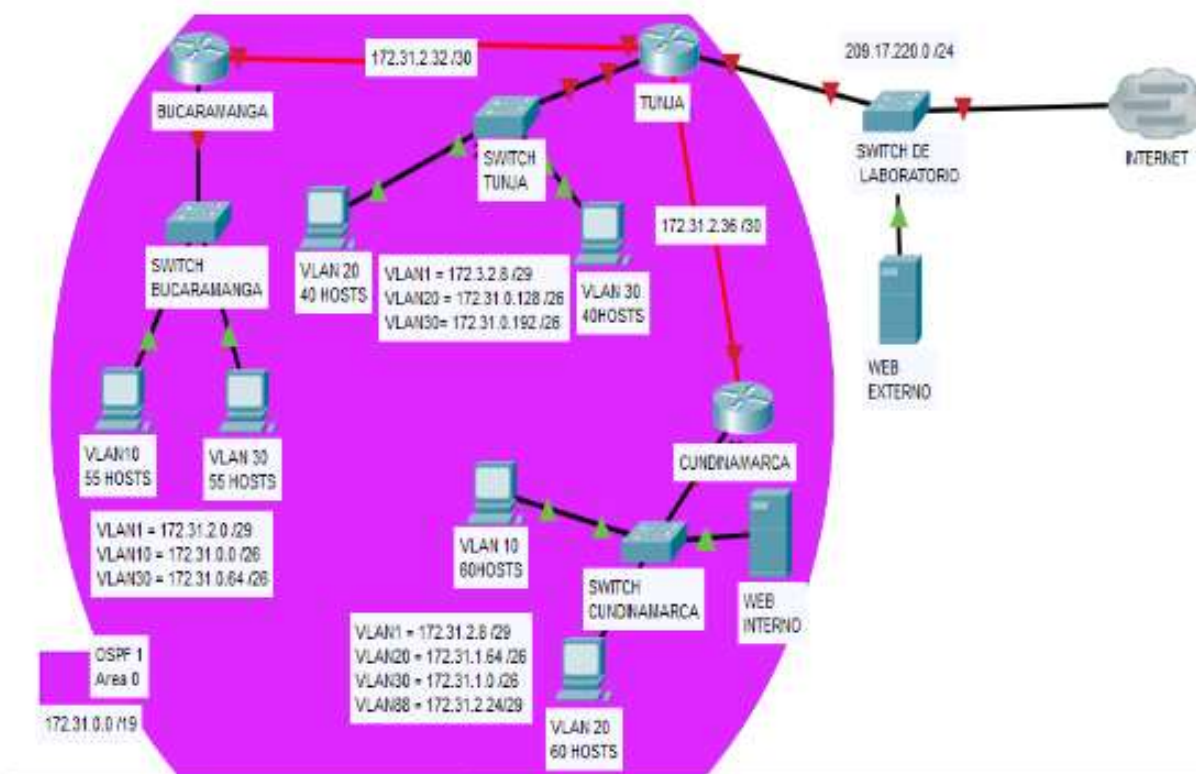 172.31.2.32 /30
BUCARAMANGA
TUNJA
209.17.220.0 /24
INTERNET
SWITCH DE
LABORATORIO
SWITCH
TUNJA
172.31.2.36 /30
SWITCH
BUCARAMANGA
VLAN 20
40 HOSTS
VLAN1 = 172.3.2.8 /29
VLAN20 = 172.31.0.128 /26
VLAN30= 172.31.0.192 /26
VLAN 30
40HOSTS
WEB
EXTERNO
VLAN10
55 HOSTS
VLAN 30
55 HOSTS
CUNDINAMARCA
VLAN1 = 172.31.2.0 /29
VLAN10 = 172.31.0.0 /26
VLAN30 = 172.31.0.64 /26
VLAN 10
60HOSTS
SWITCH
CUNDINAMARCA
WEB
INTERNO
VLAN1 = 172.31.2.8 /29
VLAN20 = 172.31.1.64 /26
VLAN30 = 172.31.1.0 /26
VLAN88 = 172.31.2.24/29
OSPF 1
Area 0
172.31.0.0 /19
VLAN 20
60 HOSTS